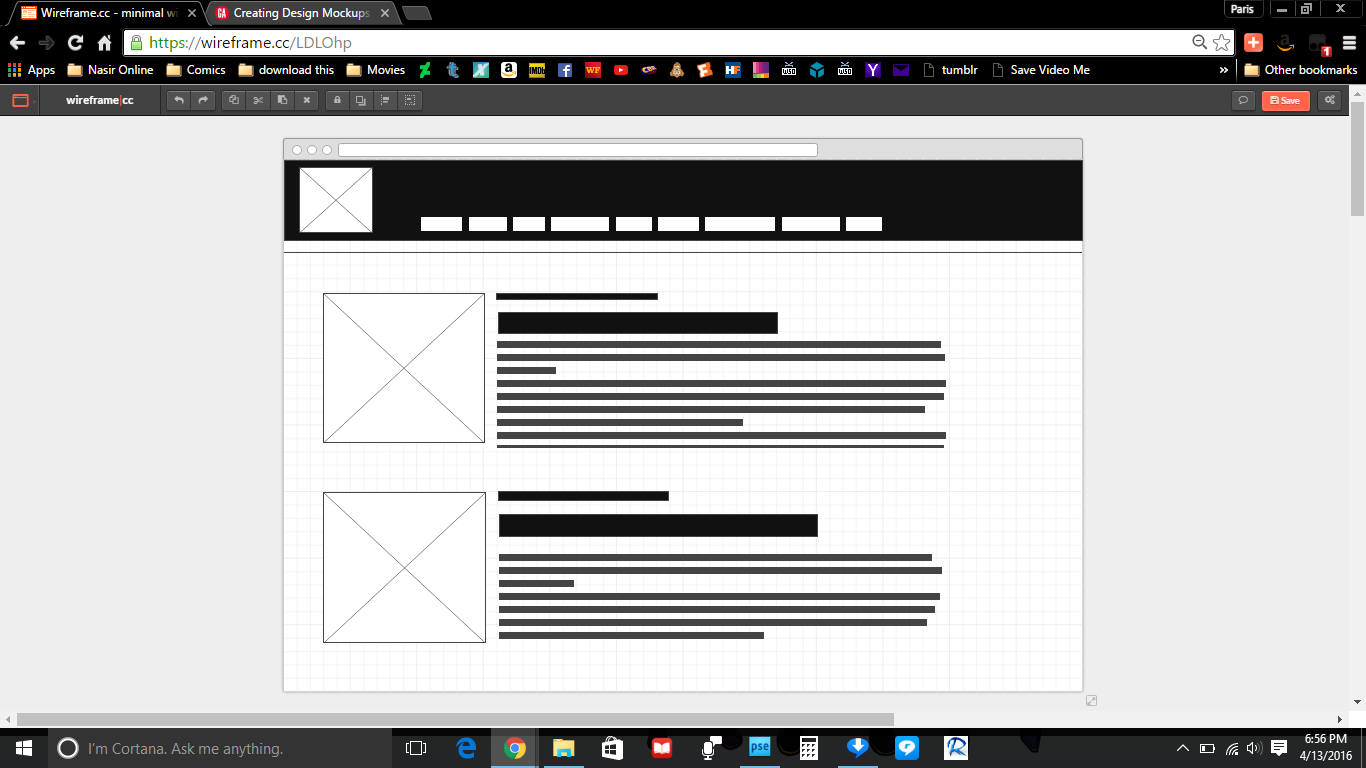 Wireframe.cc - minimal wi
Creating Design Mockups
Paris
https://wireframe.cc/LDLOhp
Apps
Nasir Online
Comics
download this
Movies
tumblr
Save Video Me
»
Other bookmarks
wireframe|cc
Save
I'm Cortana. Ask me anything.
pse
6:56 PM
4/13/2016